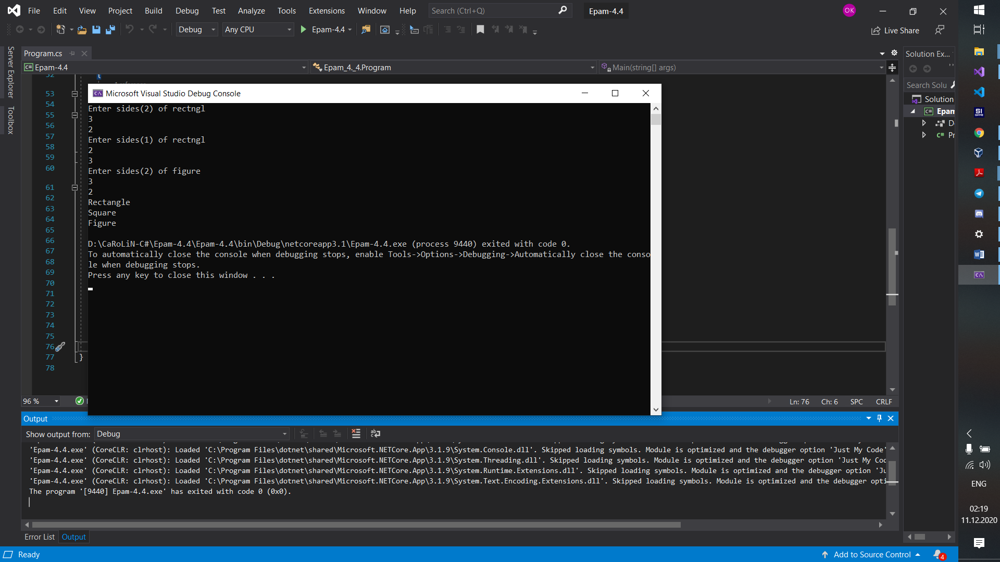 File Edit View Project Build Debug Test Analyze Tools Extensions Window Help Search (Ctrl+Q) Epam-4.4 OK
Debug Any CPU Epam-4.4 Live Share
Server Explorer
Toolbox
Program.cs
Epam-4.4 Epam_4._4.Program Main(string[] args)
52
53
54
55
56
57
58
59
60
61
62
63
64
65
66
67
68
69
70
71
72
73
74
75
76
77 }
78
Microsoft Visual Studio Debug Console
Enter sides(2) of rectngl
3
2
Enter sides(1) of rectngl
2
3
Enter sides(2) of figure
3
2
Rectangle
Square
Figure
D:\CaRoLiN-C#\Epam-4.4\Epam-4.4\bin\Debug\netcoreapp3.1\Epam-4.4.exe (process 9440) exited with code 0.
To automatically close the console when debugging stops, enable Tools->Options->Debugging->Automatically close the conso
le when debugging stops.
Press any key to close this window . . .
Solution Ex...
Search Solu
Solution
C# Epam
D
C# Pr
96 %
Ln: 76 Ch: 6 SPC CRLF
Output
Show output from: Debug
'Epam-4.4.exe' (CoreCLR: clrhost): Loaded 'C:\Program Files\dotnet\shared\Microsoft.NETCore.App\3.1.9\System.Console.dll'. Skipped loading symbols. Module is optimized and the debugger option 'Just My Code'
'Epam-4.4.exe' (CoreCLR: clrhost): Loaded 'C:\Program Files\dotnet\shared\Microsoft.NETCore.App\3.1.9\System.Threading.dll'. Skipped loading symbols. Module is optimized and the debugger option 'Just My Cod
'Epam-4.4.exe' (CoreCLR: clrhost): Loaded 'C:\Program Files\dotnet\shared\Microsoft.NETCore.App\3.1.9\System.Runtime.Extensions.dll'. Skipped loading symbols. Module is optimized and the debugger option 'Ju
'Epam-4.4.exe' (CoreCLR: clrhost): Loaded 'C:\Program Files\dotnet\shared\Microsoft.NETCore.App\3.1.9\System.Text.Encoding.Extensions.dll'. Skipped loading symbols. Module is optimized and the debugger opti
The program '[9440] Epam-4.4.exe' has exited with code 0 (0x0).
Error List Output
Ready Add to Source Control 4
SI
GAME
ENG
02:19
11.12.2020